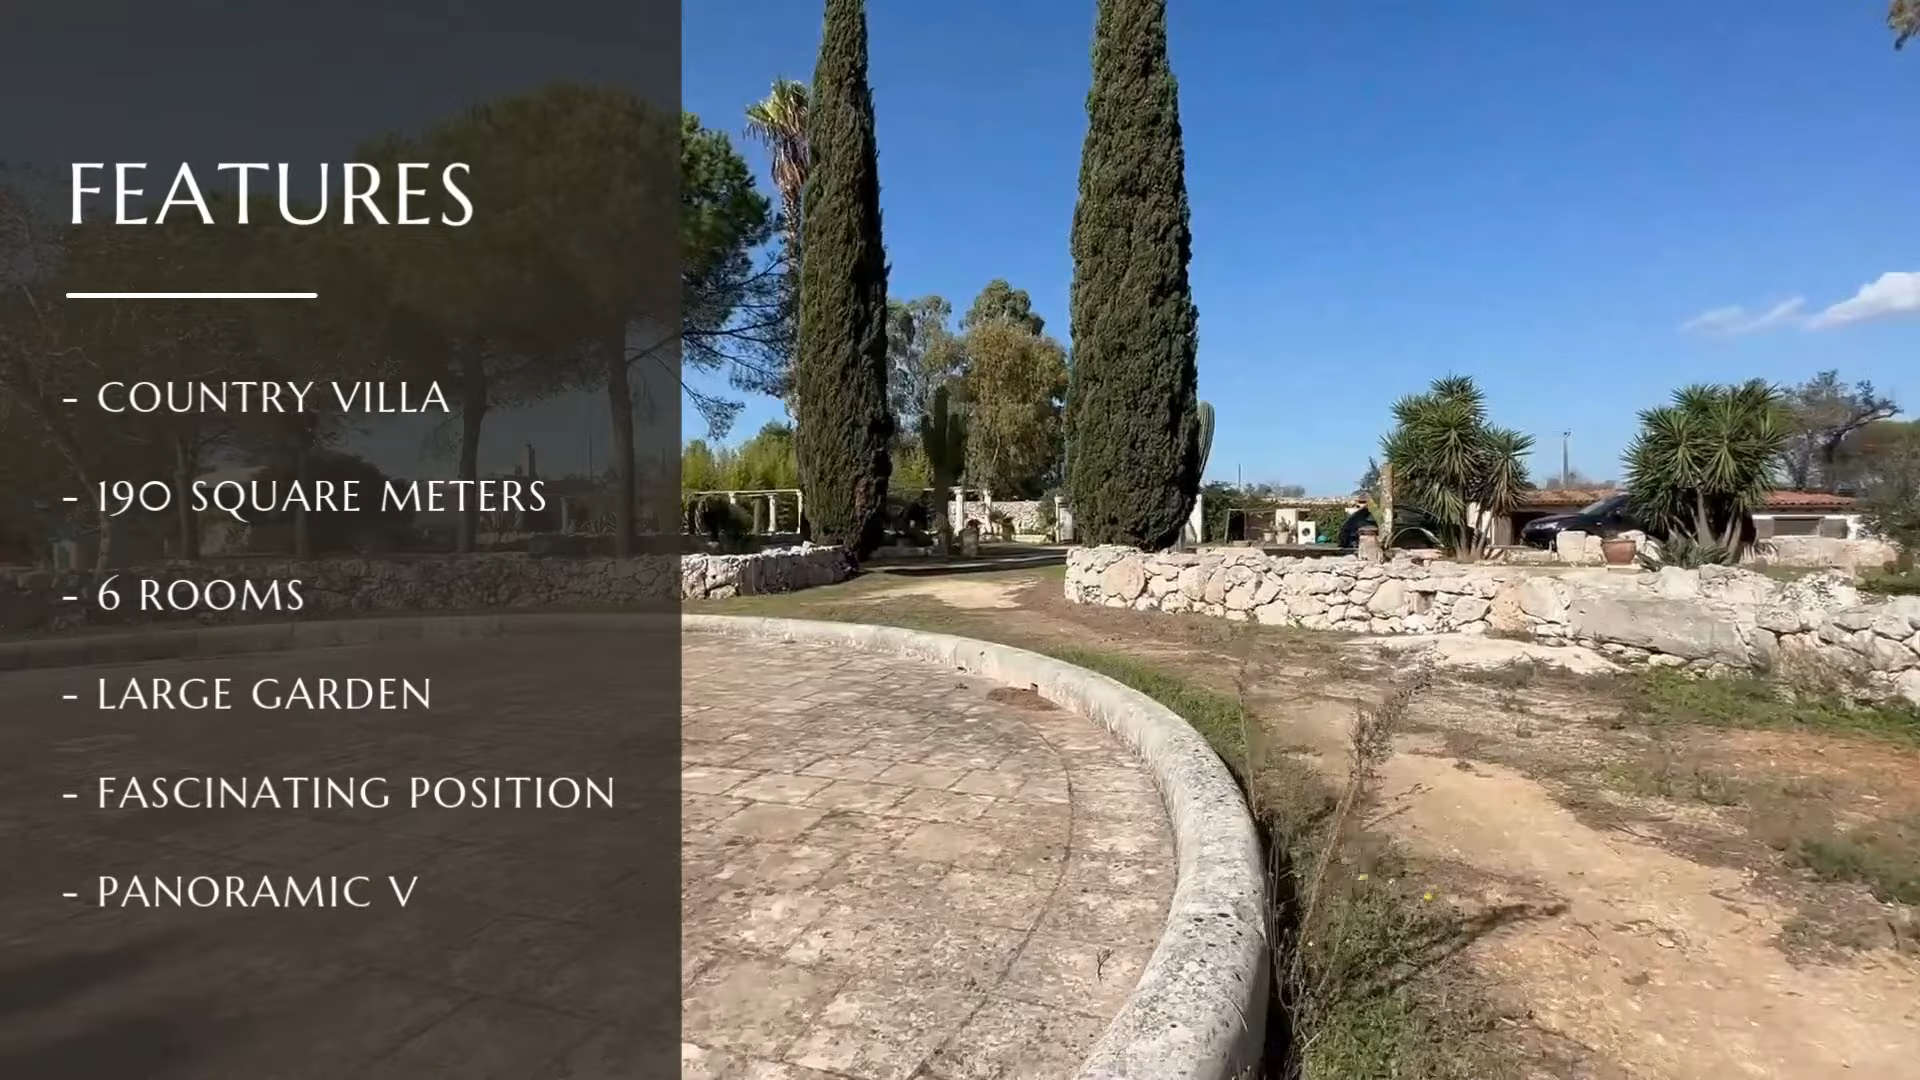 FEATURES
- COUNTRY VILLA
- 190 SQUARE METERS
- 6 ROOMS
- LARGE GARDEN
- FASCINATING POSITION
- PANORAMIC V